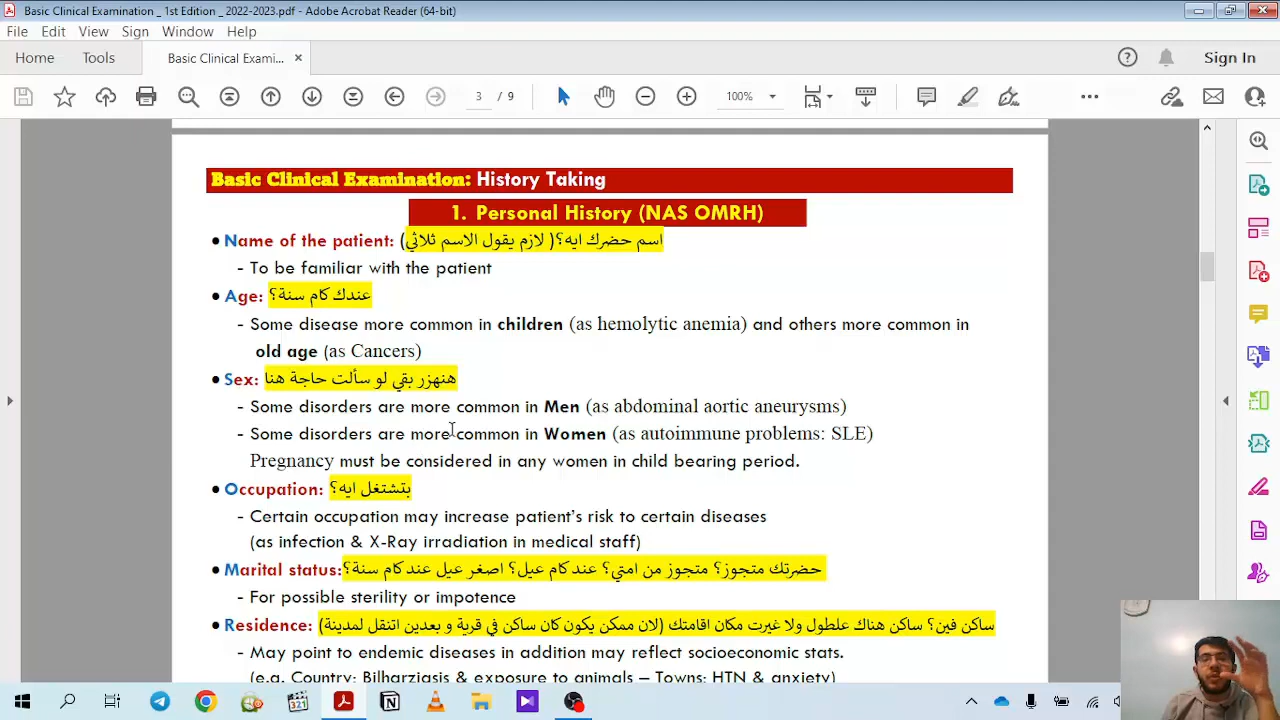 Basic Clinical Examination _ 1st Edition _ 2022-2023.pdf - Adobe Acrobat Reader (64-bit)
File Edit View Sign Window Help
Home Tools Basic Clinical Exami... × Sign In
3 / 9 100%
Basic Clinical Examination: History Taking
1. Personal History (NAS OMRH)
• Name of the patient: اسم حضرك ايه؟( لازم يقول الاسم ثلاثي)
- To be familiar with the patient
• Age: عندك كام سنة؟
- Some disease more common in children (as hemolytic anemia) and others more common in
old age (as Cancers)
• Sex: هنهزر بقي لو سألت حاجة هنا
- Some disorders are more common in Men (as abdominal aortic aneurysms)
- Some disorders are more common in Women (as autoimmune problems: SLE)
Pregnancy must be considered in any women in child bearing period.
• Occupation: بتشتغل ايه؟
- Certain occupation may increase patient's risk to certain diseases
(as infection & X-Ray irradiation in medical staff)
• Marital status: حضرتك متجوز؟ متجوز من امتي؟ عند كام عيل؟ اصغر عيل عند كام سنة؟
- For possible sterility or impotence
• Residence: ساكن فين؟ ساكن هناك علطول ولا غيرت مكان اقامتك (لان ممكن يكون كان ساكن في قرية و بعدين اتنقل لمدينة)
- May point to endemic diseases in addition may reflect socioeconomic stats.
(e.g. Country: Bilharziasis & exposure to animals – Towns: HTN & anxiety)